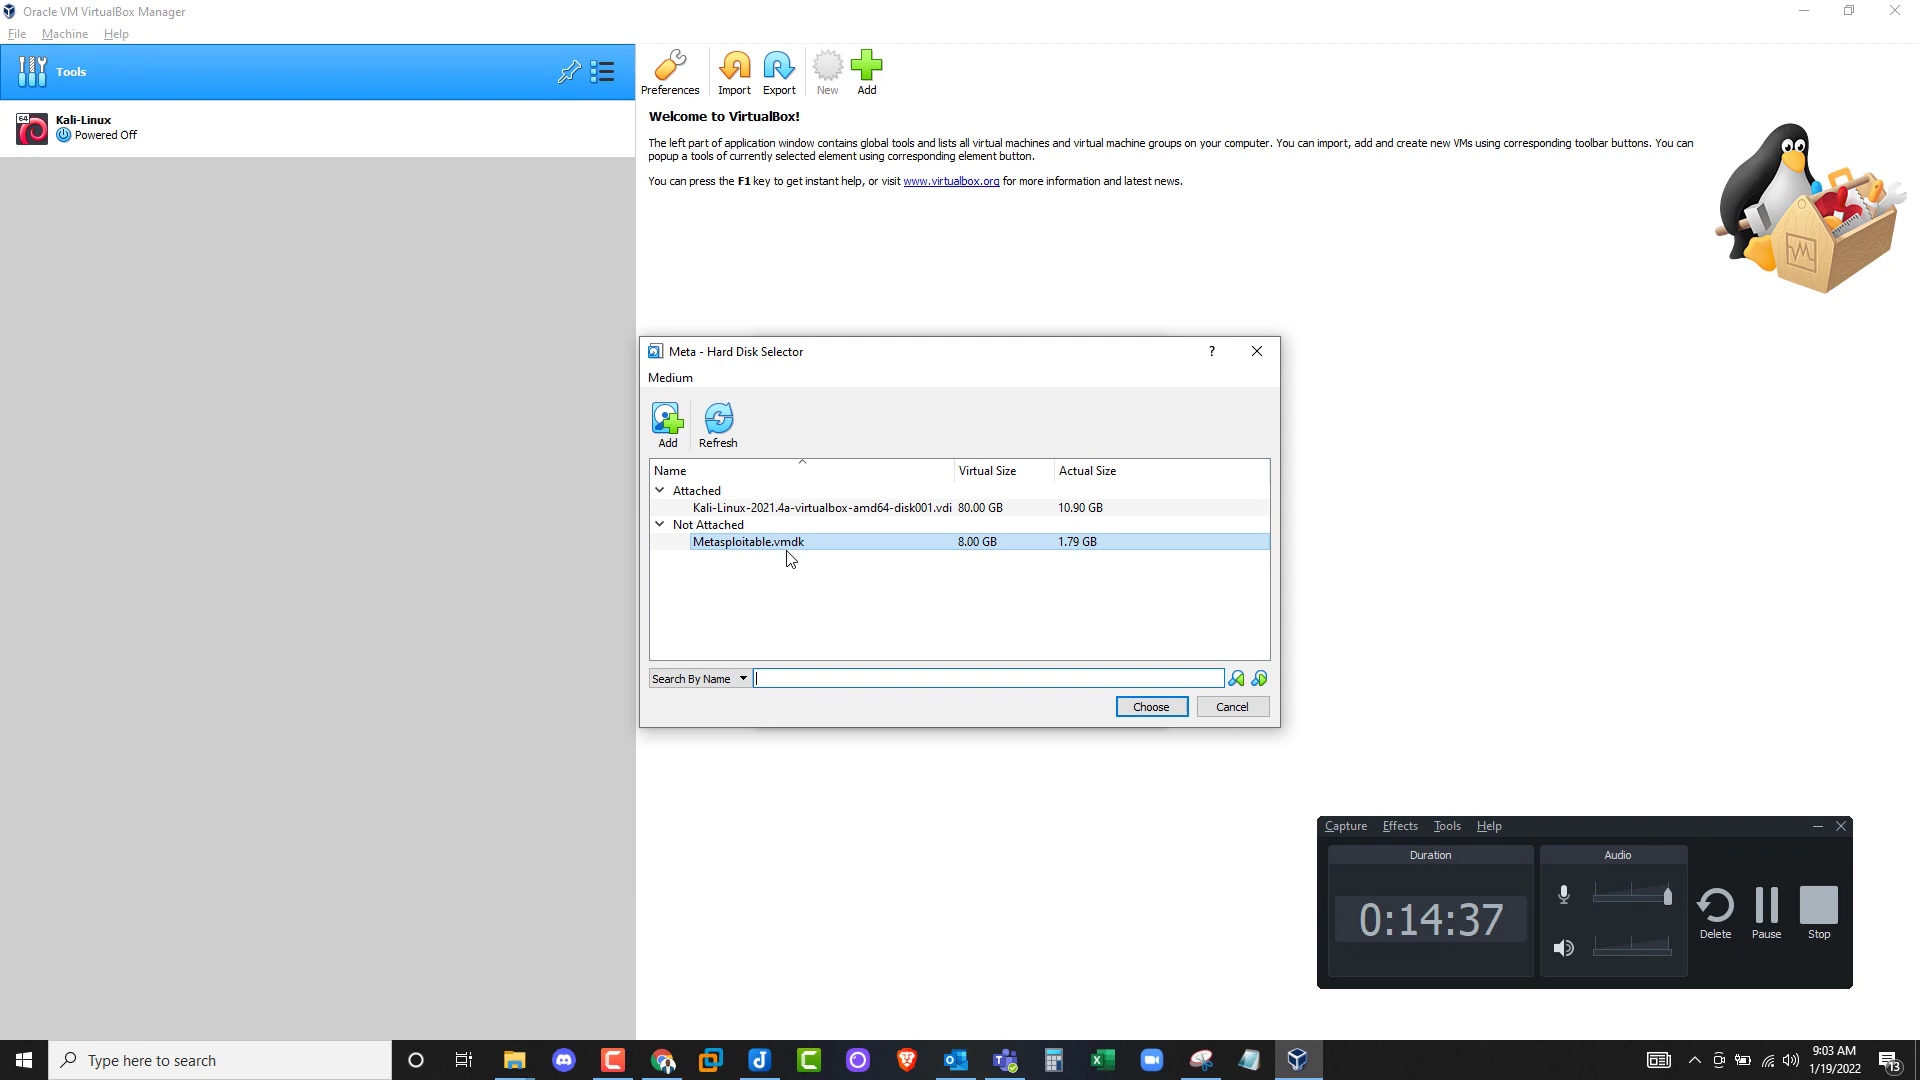 Oracle VM VirtualBox Manager
File Machine Help
Tools
64
Kali-Linux
Powered Off
Preferences Import Export New Add
Welcome to VirtualBox!
The left part of application window contains global tools and lists all virtual machines and virtual machine groups on your computer. You can import, add and create new VMs using corresponding toolbar buttons. You can
popup a tools of currently selected element using corresponding element button.
You can press the F1 key to get instant help, or visit www.virtualbox.org for more information and latest news.
Meta - Hard Disk Selector ?
Medium
Add Refresh
Name Virtual Size Actual Size
Attached
Kali-Linux-2021.4a-virtualbox-amd64-disk001.vdi 80.00 GB 10.90 GB
Not Attached
Metasploitable.vmdk 8.00 GB 1.79 GB
Search By Name
Choose Cancel
Capture Effects Tools Help
Duration Audio
0:14:37
Delete Pause Stop
Type here to search
9:03 AM
1/19/2022
13